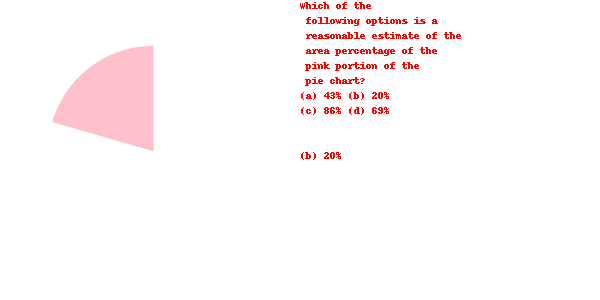 Which of the
following options is a
reasonable estimate of the
area percentage of the
pink portion of the
pie chart?
(a) 43% (b) 20%
(c) 86% (d) 69%
(b) 20%